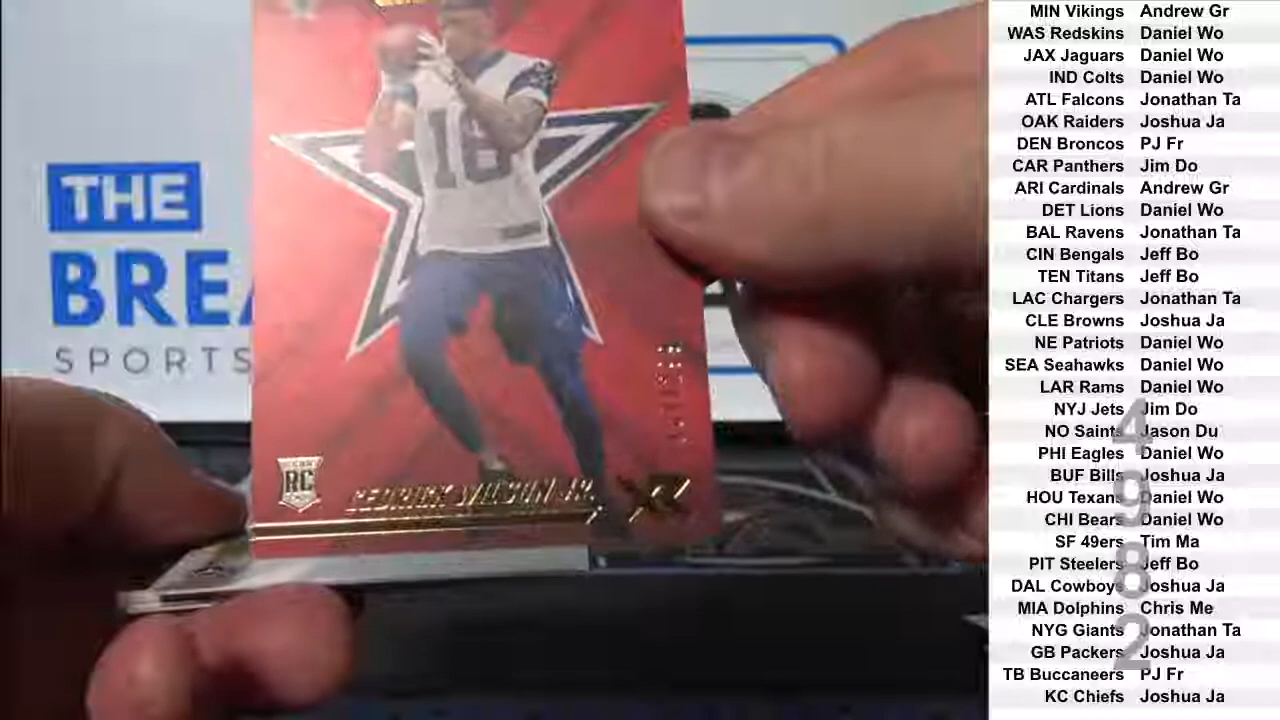 THE
BREA
SPORTS
16
RC
CEDRICK WILSON JR.
XR
MIN Vikings Andrew Gr
WAS Redskins Daniel Wo
JAX Jaguars Daniel Wo
IND Colts Daniel Wo
ATL Falcons Jonathan Ta
OAK Raiders Joshua Ja
DEN Broncos PJ Fr
CAR Panthers Jim Do
ARI Cardinals Andrew Gr
DET Lions Daniel Wo
BAL Ravens Jonathan Ta
CIN Bengals Jeff Bo
TEN Titans Jeff Bo
LAC Chargers Jonathan Ta
CLE Browns Joshua Ja
NE Patriots Daniel Wo
SEA Seahawks Daniel Wo
LAR Rams Daniel Wo
NYJ Jets Jim Do
NO Saints Jason Du
PHI Eagles Daniel Wo
BUF Bills Joshua Ja
HOU Texans Daniel Wo
CHI Bears Daniel Wo
SF 49ers Tim Ma
PIT Steelers Jeff Bo
DAL Cowboys Joshua Ja
MIA Dolphins Chris Me
NYG Giants Jonathan Ta
GB Packers Joshua Ja
TB Buccaneers PJ Fr
KC Chiefs Joshua Ja
4982